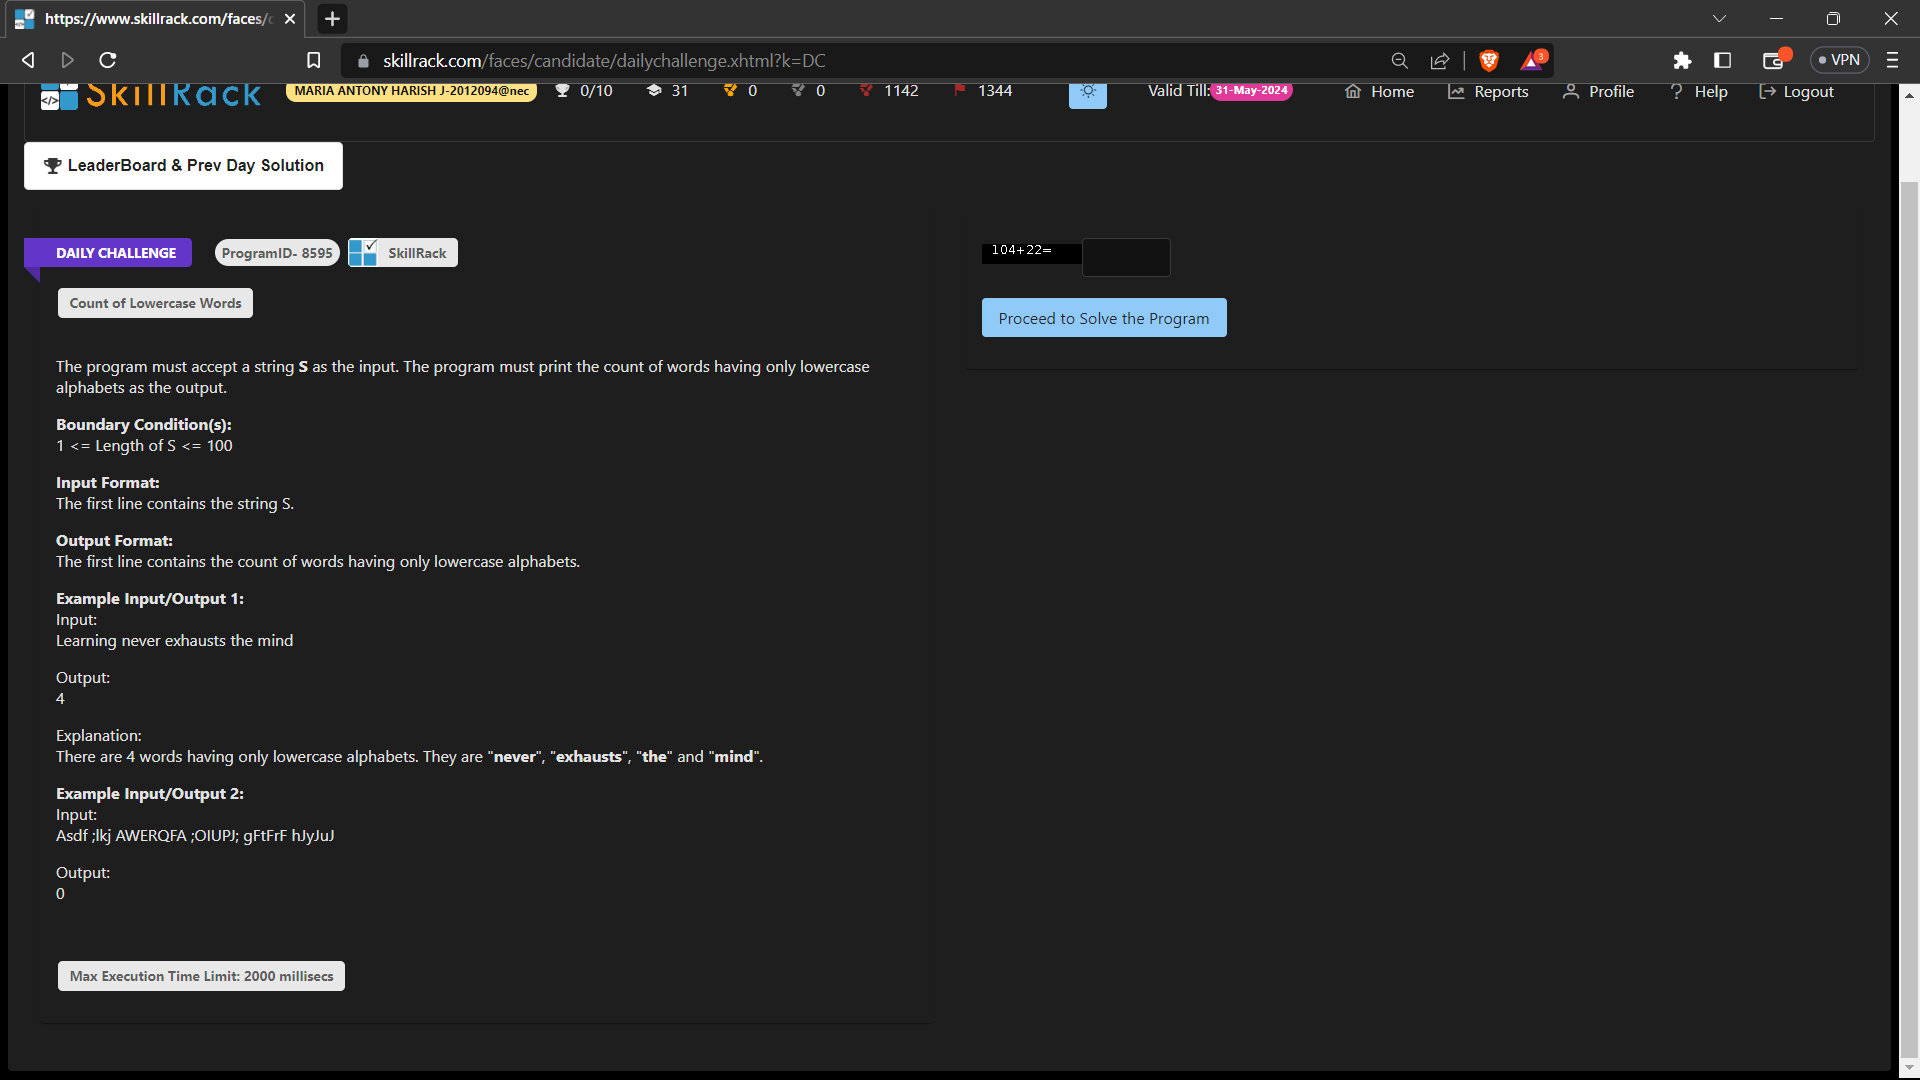 https://www.skillrack.com/faces/c
skillrack.com/faces/candidate/dailychallenge.xhtml?k=DC
3
VPN
SkillRack
MARIA ANTONY HARISH J-2012094@nec
0/10
31
0
0
1142
1344
Valid Till:31-May-2024
Home
Reports
Profile
Help
Logout
LeaderBoard & Prev Day Solution
DAILY CHALLENGE
ProgramID- 8595
SkillRack
104+22=
Count of Lowercase Words
Proceed to Solve the Program
The program must accept a string S as the input. The program must print the count of words having only lowercase
alphabets as the output.
Boundary Condition(s):
1 <= Length of S <= 100
Input Format:
The first line contains the string S.
Output Format:
The first line contains the count of words having only lowercase alphabets.
Example Input/Output 1:
Input:
Learning never exhausts the mind
Output:
4
Explanation:
There are 4 words having only lowercase alphabets. They are "never", "exhausts", "the" and "mind".
Example Input/Output 2:
Input:
Asdf ;lkj AWERQFA ;OIUPJ; gFtFrF hJyJuJ
Output:
0
Max Execution Time Limit: 2000 millisecs